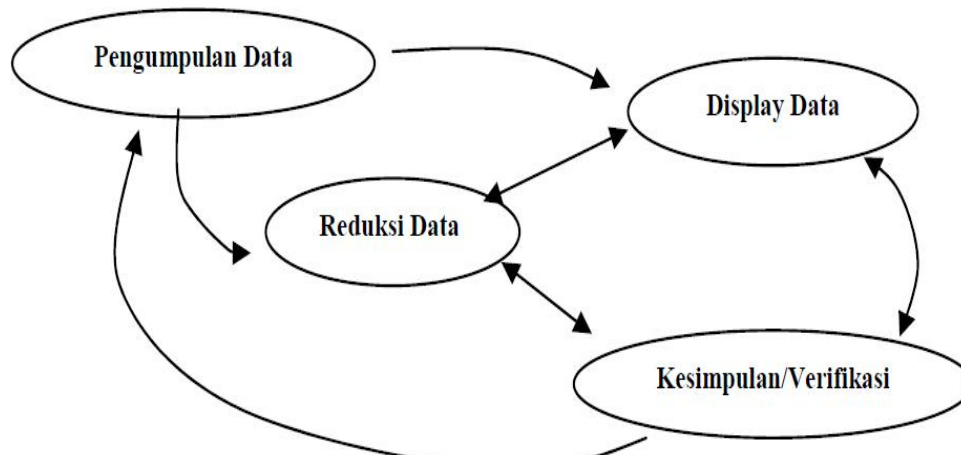 Pengumpulan Data
Display Data
Reduksi Data
Kesimpulan/Verifikasi